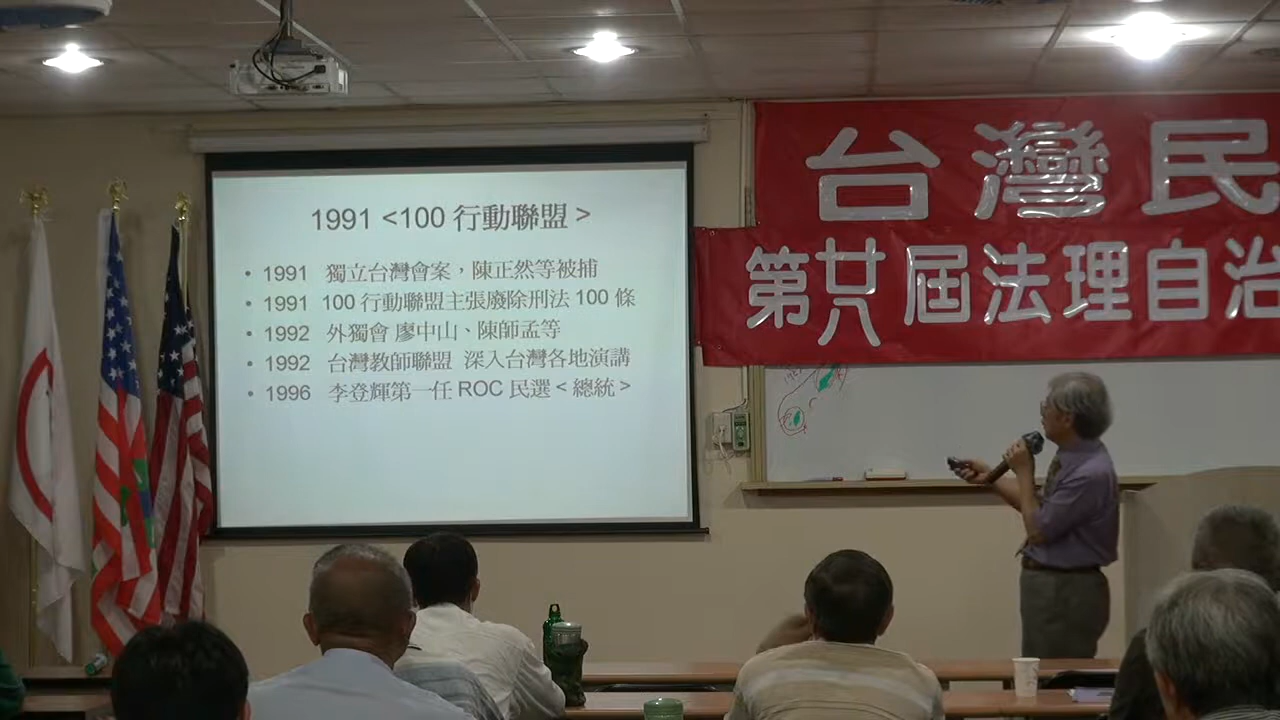 1991 <100 行動聯盟>
• 1991 獨立台灣會案，陳正然等被捕
• 1991 100 行動聯盟主張廢除刑法 100 條
• 1992 外獨會 廖中山、陳師孟等
• 1992 台灣教師聯盟 深入台灣各地演講
• 1996 李登輝第一任 ROC 民選 < 總統 >
台灣民
第廿八屆法理自治